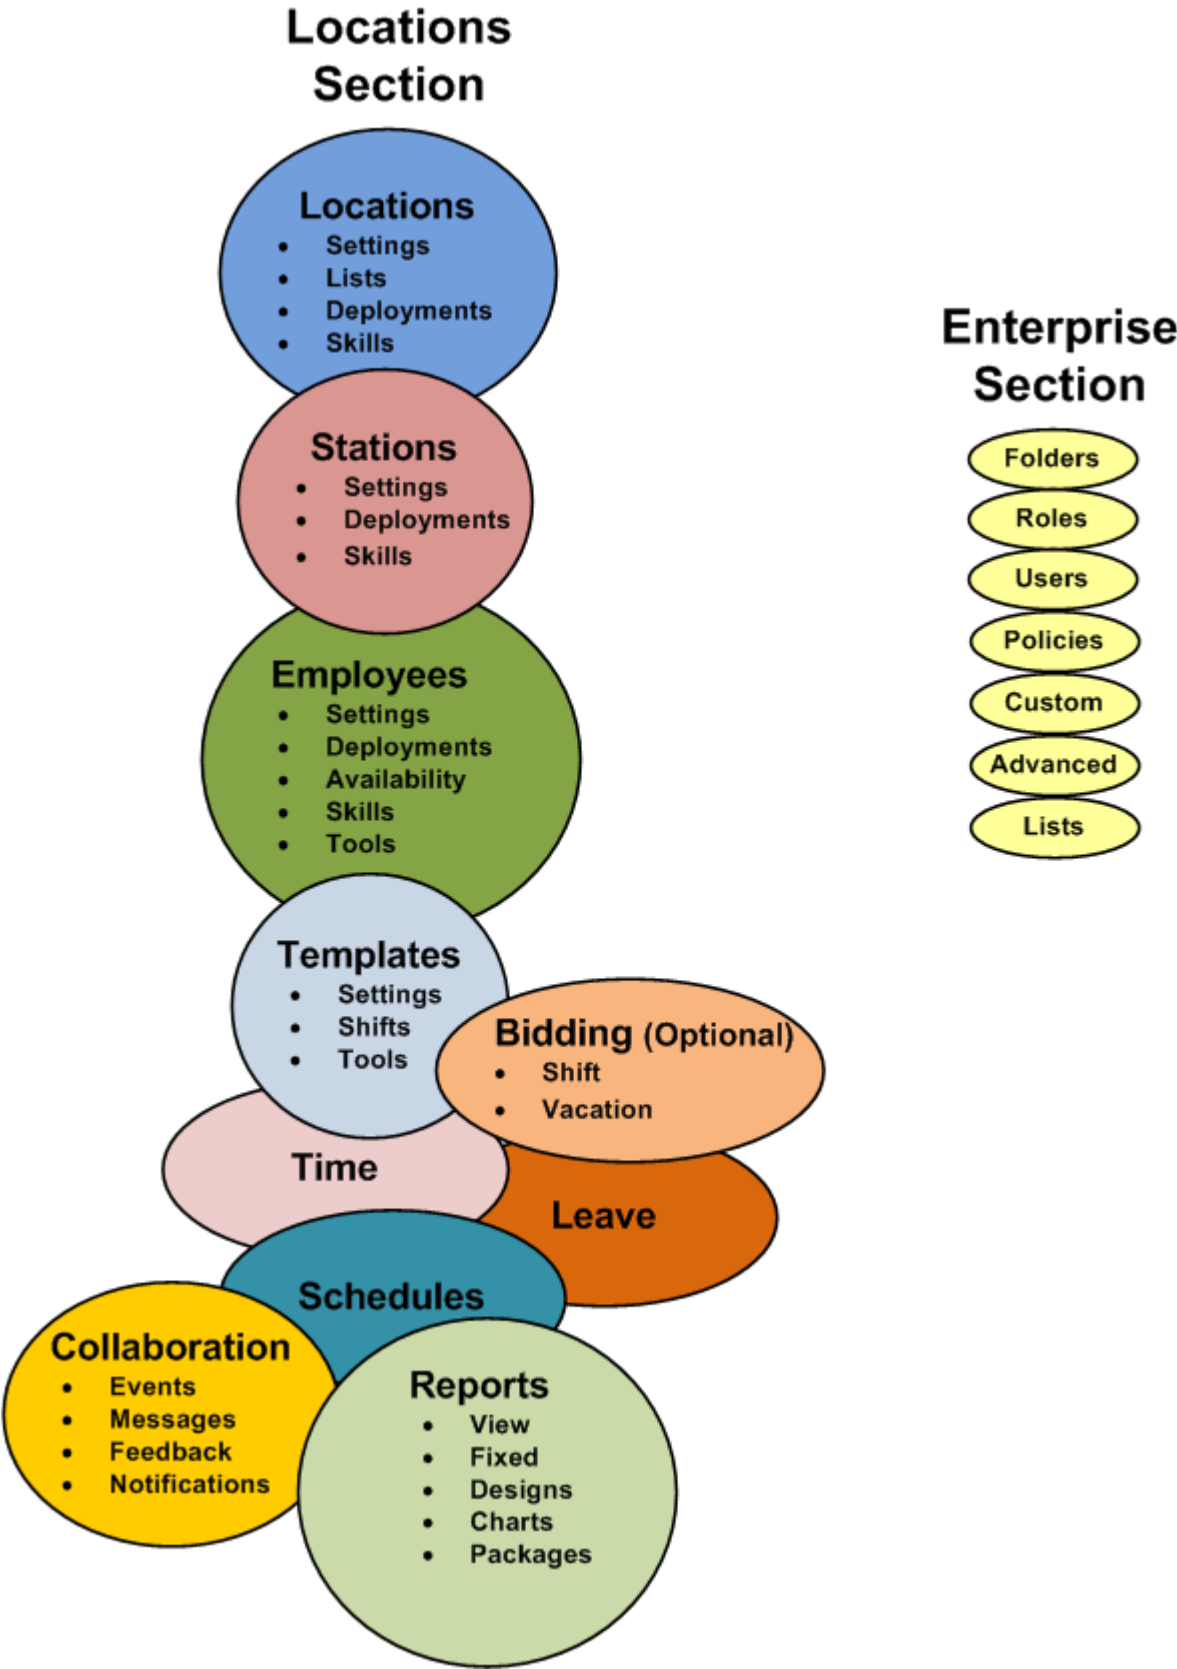 Locations
Section
Locations
• Settings
• Lists
• Deployments
• Skills
Stations
• Settings
• Deployments
• Skills
Employees
• Settings
• Deployments
• Availability
• Skills
• Tools
Templates
• Settings
• Shifts
• Tools
Bidding (Optional)
• Shift
• Vacation
Time
Leave
Schedules
Collaboration
• Events
• Messages
• Feedback
• Notifications
Reports
• View
• Fixed
• Designs
• Charts
• Packages
Enterprise
Section
Folders
Roles
Users
Policies
Custom
Advanced
Lists